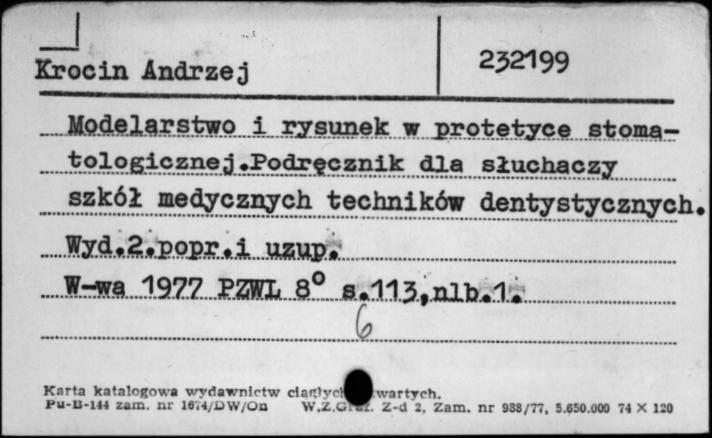 Krocin Andrzej
232199
Modelarstwo i rysunek w protetyce stoma-
tologicznej.Podręcznik dla słuchaczy
szkół medycznych techników dentystycznych.
Wyd.2.popr.i uzup.
W-wa 1977 PZWL 8° s.113,nlb.1.
6
Karta katalogowa wydawnictw ciągłych wartych.
Pu-B-144 zam. nr 1674/DW/On W.Z.Graf. Z-d 2, Zam. nr 988/77, 5.650.000 74 X 120